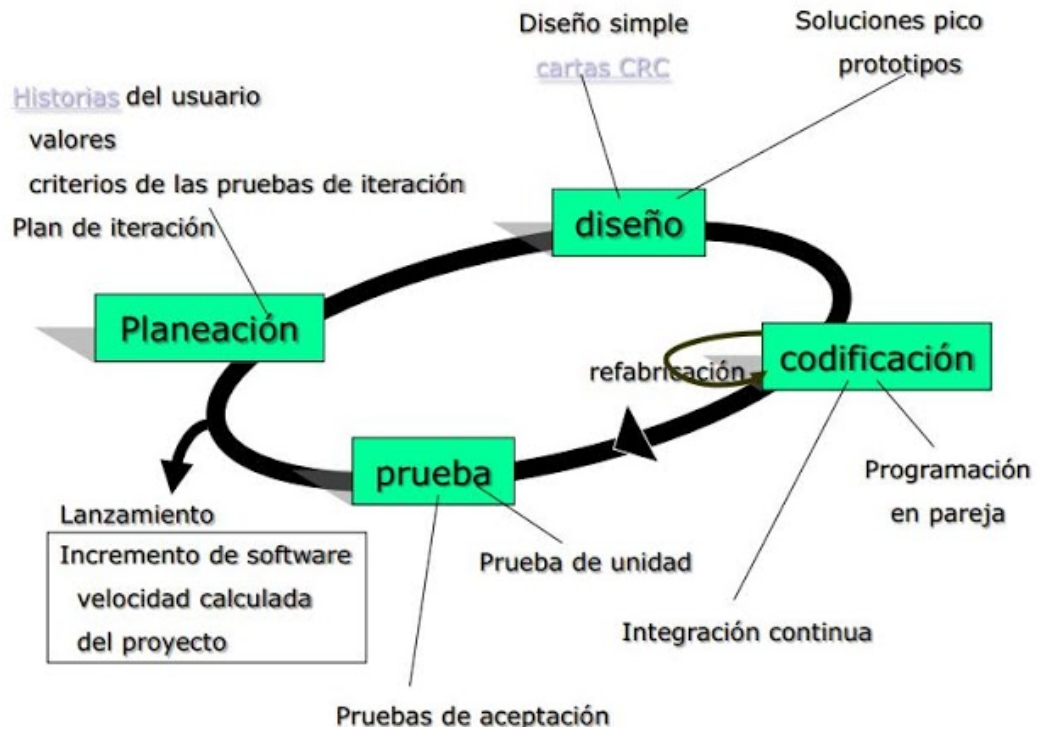 Diseño simple
cartas CRC
Soluciones pico
prototipos
Historias del usuario
valores
criterios de las pruebas de iteración
Plan de iteración
diseño
Planeación
codificación
refabricación
prueba
Programación
en pareja
Lanzamiento
Incremento de software
velocidad calculada
del proyecto
Prueba de unidad
Integración continua
Pruebas de aceptación